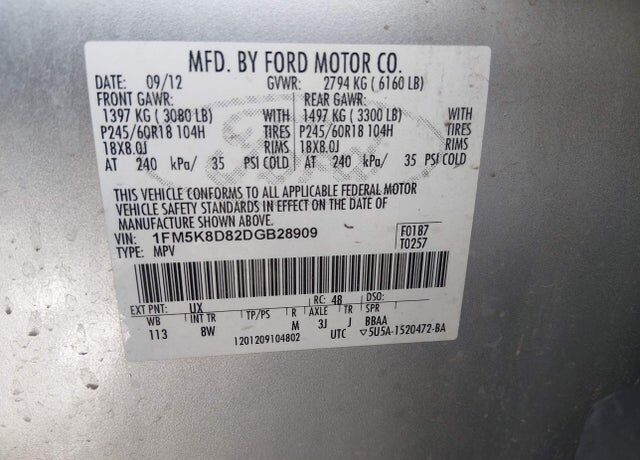 MFD. BY FORD MOTOR CO.
DATE: 09/12 GVWR: 2794 KG ( 6160 LB)
FRONT GAWR: REAR GAWR:
1397 KG ( 3080 LB) WITH 1497 KG ( 3300 LB) WITH
P245/60R18 104H TIRES P245/60R18 104H TIRES
18X8.0J RIMS 18X8.0J RIMS
AT 240 kPa/ 35 PSI COLD AT 240 kPa/ 35 PSI COLD
THIS VEHICLE CONFORMS TO ALL APPLICABLE FEDERAL MOTOR
VEHICLE SAFETY STANDARDS IN EFFECT ON THE DATE OF
MANUFACTURE SHOWN ABOVE.
VIN: 1FM5K8D82DGB28909 F0187
TYPE: MPV T0257
EXT PNT: UX RC: 48 DSO:
WB INT TR TP/PS R AXLE TR SPR
113 8W M 3J J BBAA
1201209104802 UTC ▽5U5A-1520472-BA